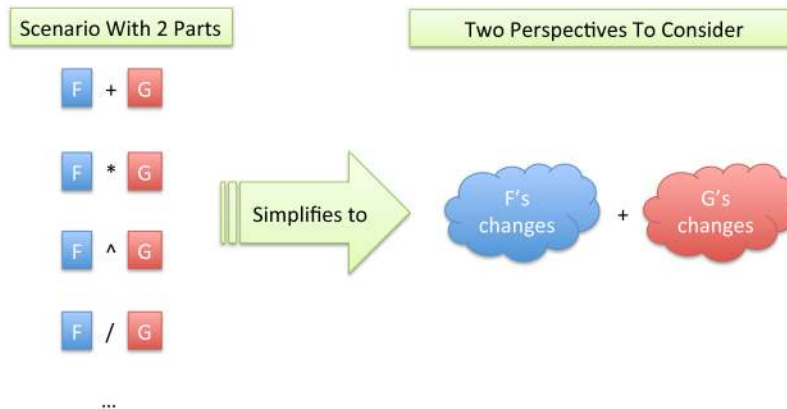 Scenario With 2 Parts
Two Perspectives To Consider
F + G
F * G
F ^ G
F / G
...
Simplifies to
F's
changes
+
G's
changes